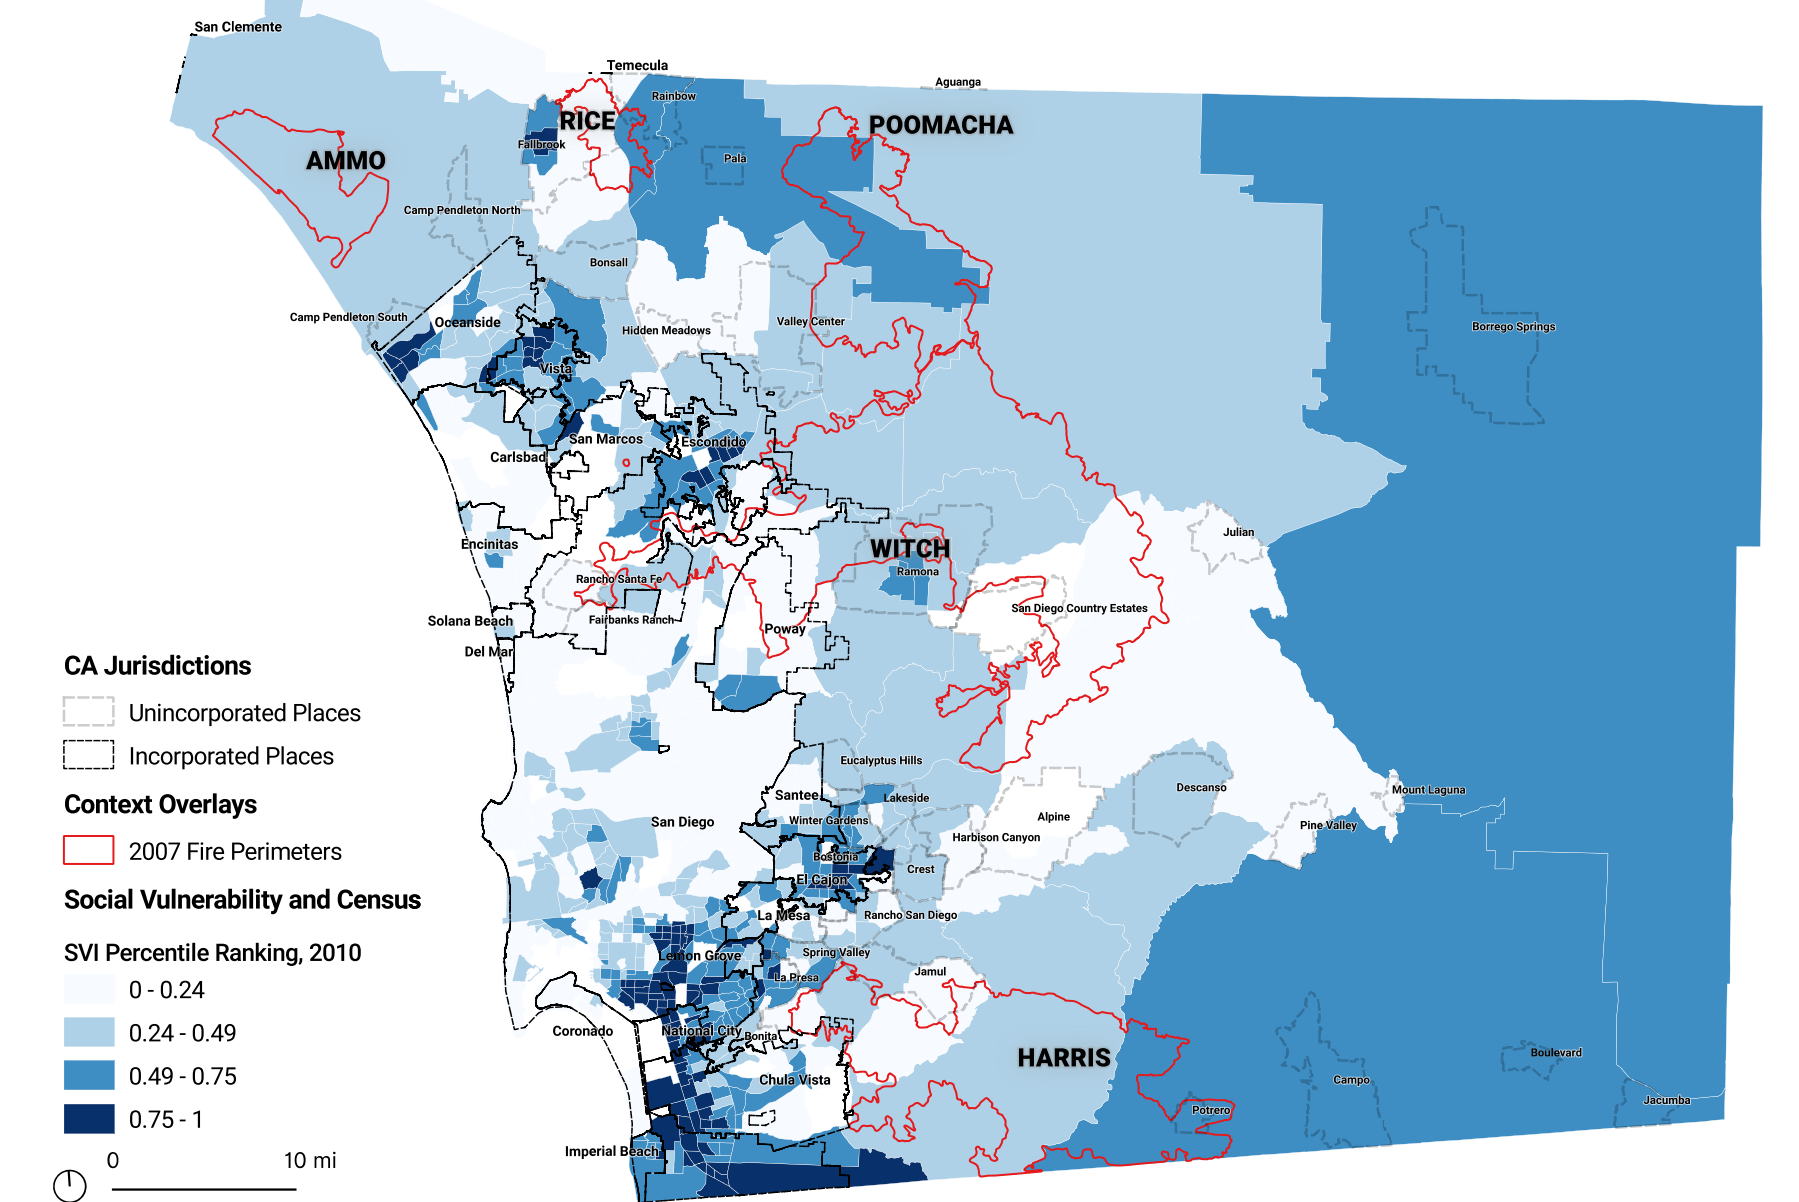 San Clemente
Temecula
Aguanga
Rainbow
RICE
POOMACHA
Fallbrook
AMMO
Pala
Camp Pendleton North
Bonsall
Camp Pendleton South
Oceanside
Hidden Meadows
Valley Center
Borrego Springs
Vista
San Marcos
Escondido
Carlsbad
Julian
Encinitas
WITCH
Ramona
Rancho Santa Fe
San Diego Country Estates
Solana Beach
Fairbanks Ranch
Poway
Del Mar
CA Jurisdictions
Unincorporated Places
Incorporated Places
Eucalyptus Hills
Descanso
Mount Laguna
Santee
Lakeside
Context Overlays
San Diego
Winter Gardens
Alpine
Pine Valley
Harbison Canyon
2007 Fire Perimeters
Bostonia
Crest
El Cajon
Social Vulnerability and Census
La Mesa
Rancho San Diego
SVI Percentile Ranking, 2010
Lemon Grove
Spring Valley
La Presa
Jamul
0 - 0.24
Coronado
National City
Bonita
0.24 - 0.49
HARRIS
Boulevard
0.49 - 0.75
Chula Vista
Campo
Jacumba
Potrero
0.75 - 1
Imperial Beach
0
10 mi